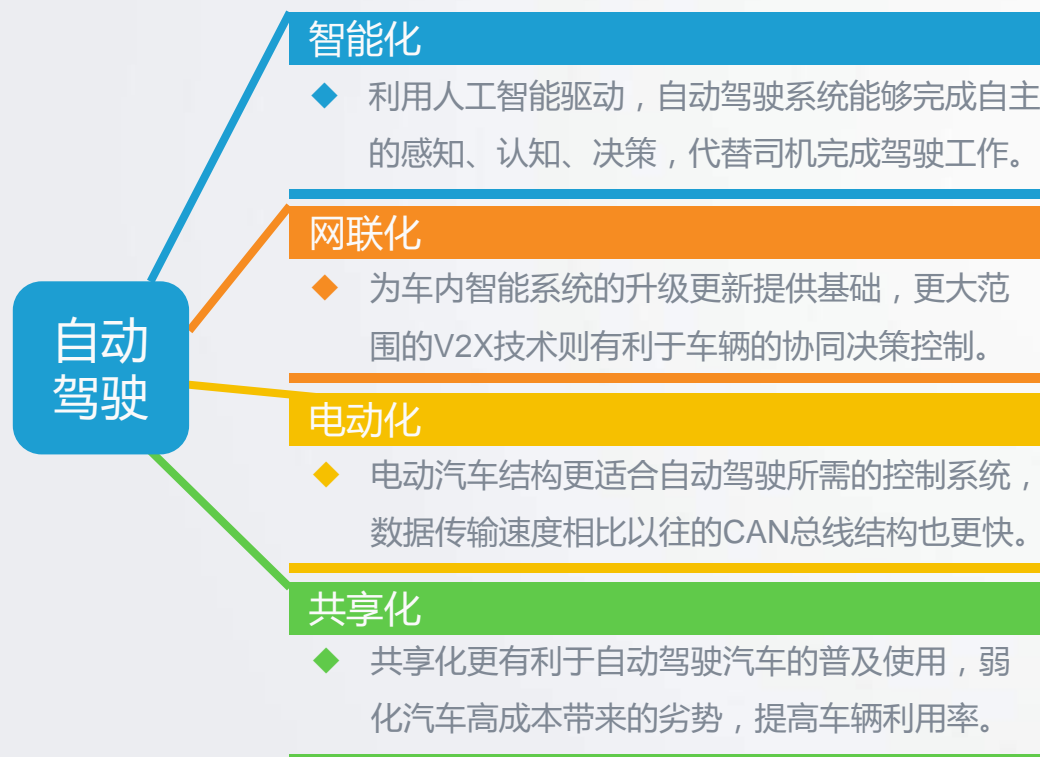 自动
驾驶
智能化
利用人工智能驱动，自动驾驶系统能够完成自主
的感知、认知、决策，代替司机完成驾驶工作。
网联化
为车内智能系统的升级更新提供基础，更大范
围的V2X技术则有利于车辆的协同决策控制。
电动化
电动汽车结构更适合自动驾驶所需的控制系统，
数据传输速度相比以往的CAN总线结构也更快。
共享化
共享化更有利于自动驾驶汽车的普及使用，弱
化汽车高成本带来的劣势，提高车辆利用率。